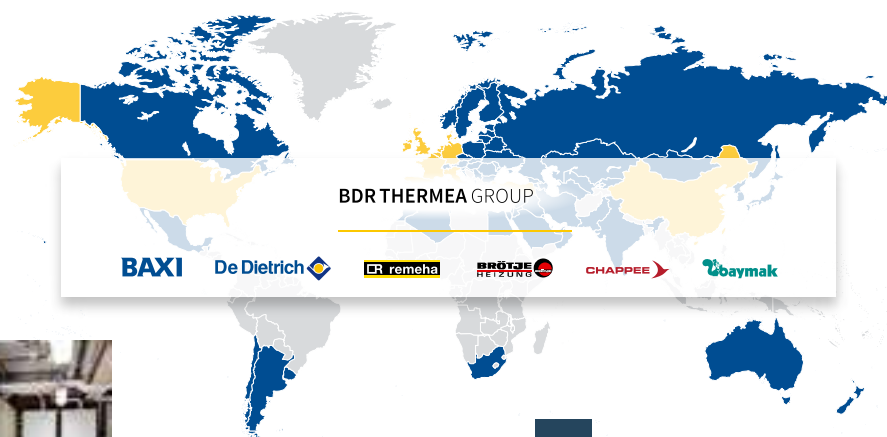 BDR THERMEA GROUP
BAXI De Dietrich remeha BRÖTJE HEIZUNG CHAPPEE baymak